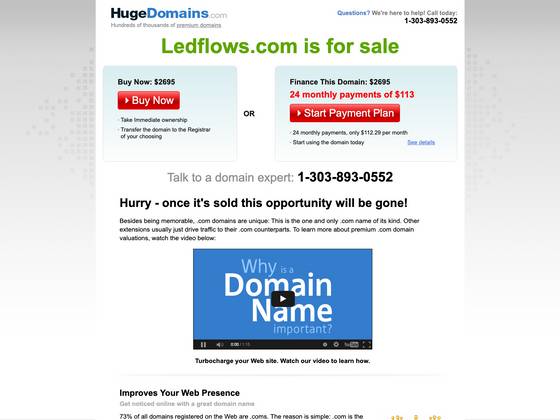 HugeDomains.com
Hundreds of thousands of premium domains
Questions? We're here to help! Call today:
1-303-893-0552
Ledflows.com is for sale
Buy Now: $2695
Buy Now
· Take Immediate ownership
· Transfer the domain to the Registrar
of your choosing
OR
Finance This Domain: $2695
24 monthly payments of $113
Start Payment Plan
· 24 monthly payments, only $112.29 per month
· Start using the domain today
See details
Talk to a domain expert: 1-303-893-0552
Hurry - once it's sold this opportunity will be gone!
Besides being memorable, .com domains are unique: This is the one and only .com name of its kind. Other
extensions usually just drive traffic to their .com counterparts. To learn more about premium .com domain
valuations, watch the video below:
Why is a
Domain
Name
important?
0:00 / 1:15
YouTube
Turbocharge your Web site. Watch our video to learn how.
Improves Your Web Presence
Get noticed online with a great domain name
73% of all domains registered on the Web are .coms. The reason is simple: .com is the